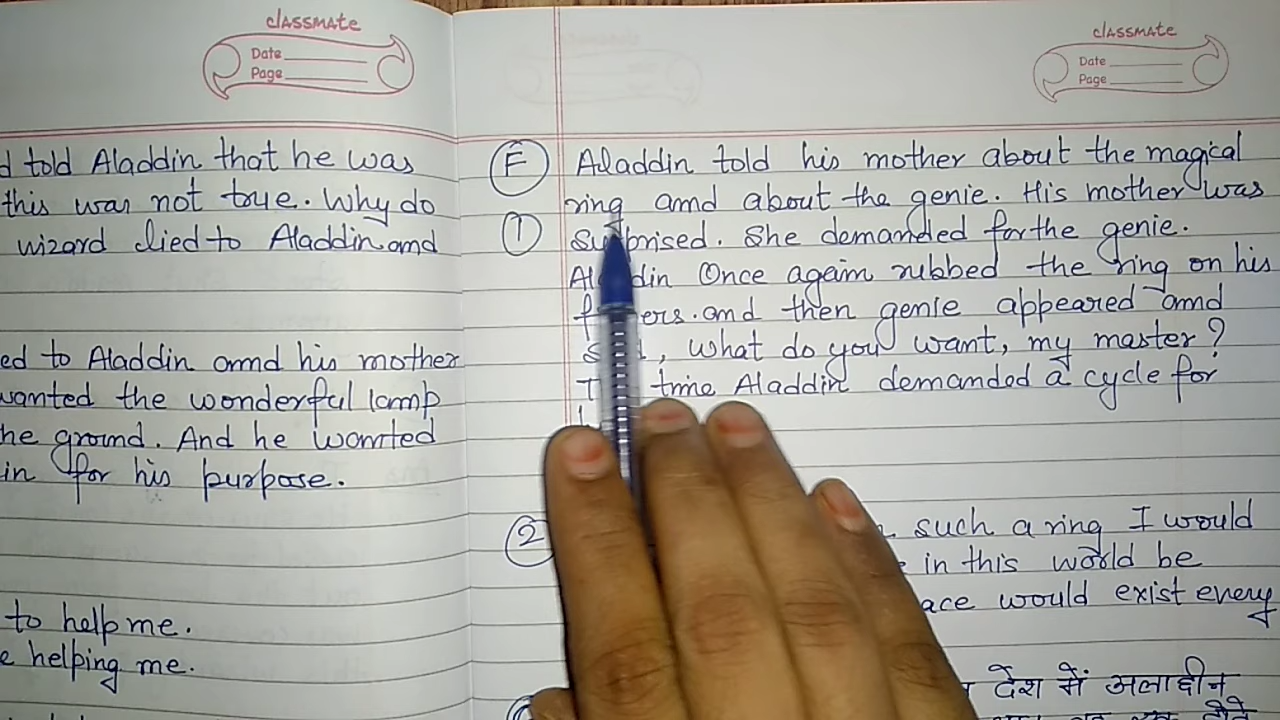 classmate
Date
Page
told Aladdin that he was
this was not true. Why do
wizard lied to Aladdin and
ed to Aladdin and his mother
wanted the wonderful lamp
he ground. And he wanted
in for his purpose.
to help me.
e helping me.
classmate
Date
Page
F Aladdin told his mother about the magical
ring and about the genie. His mother was
1 surprised. She demanded for the genie.
Aladdin Once again rubbed the ring on his
and then genie appeared and
, what do you want, my master?
time Aladdin demanded a cycle for
2 such a ring I would
in this world be
ace would exist every
देश में अलाद्दीन